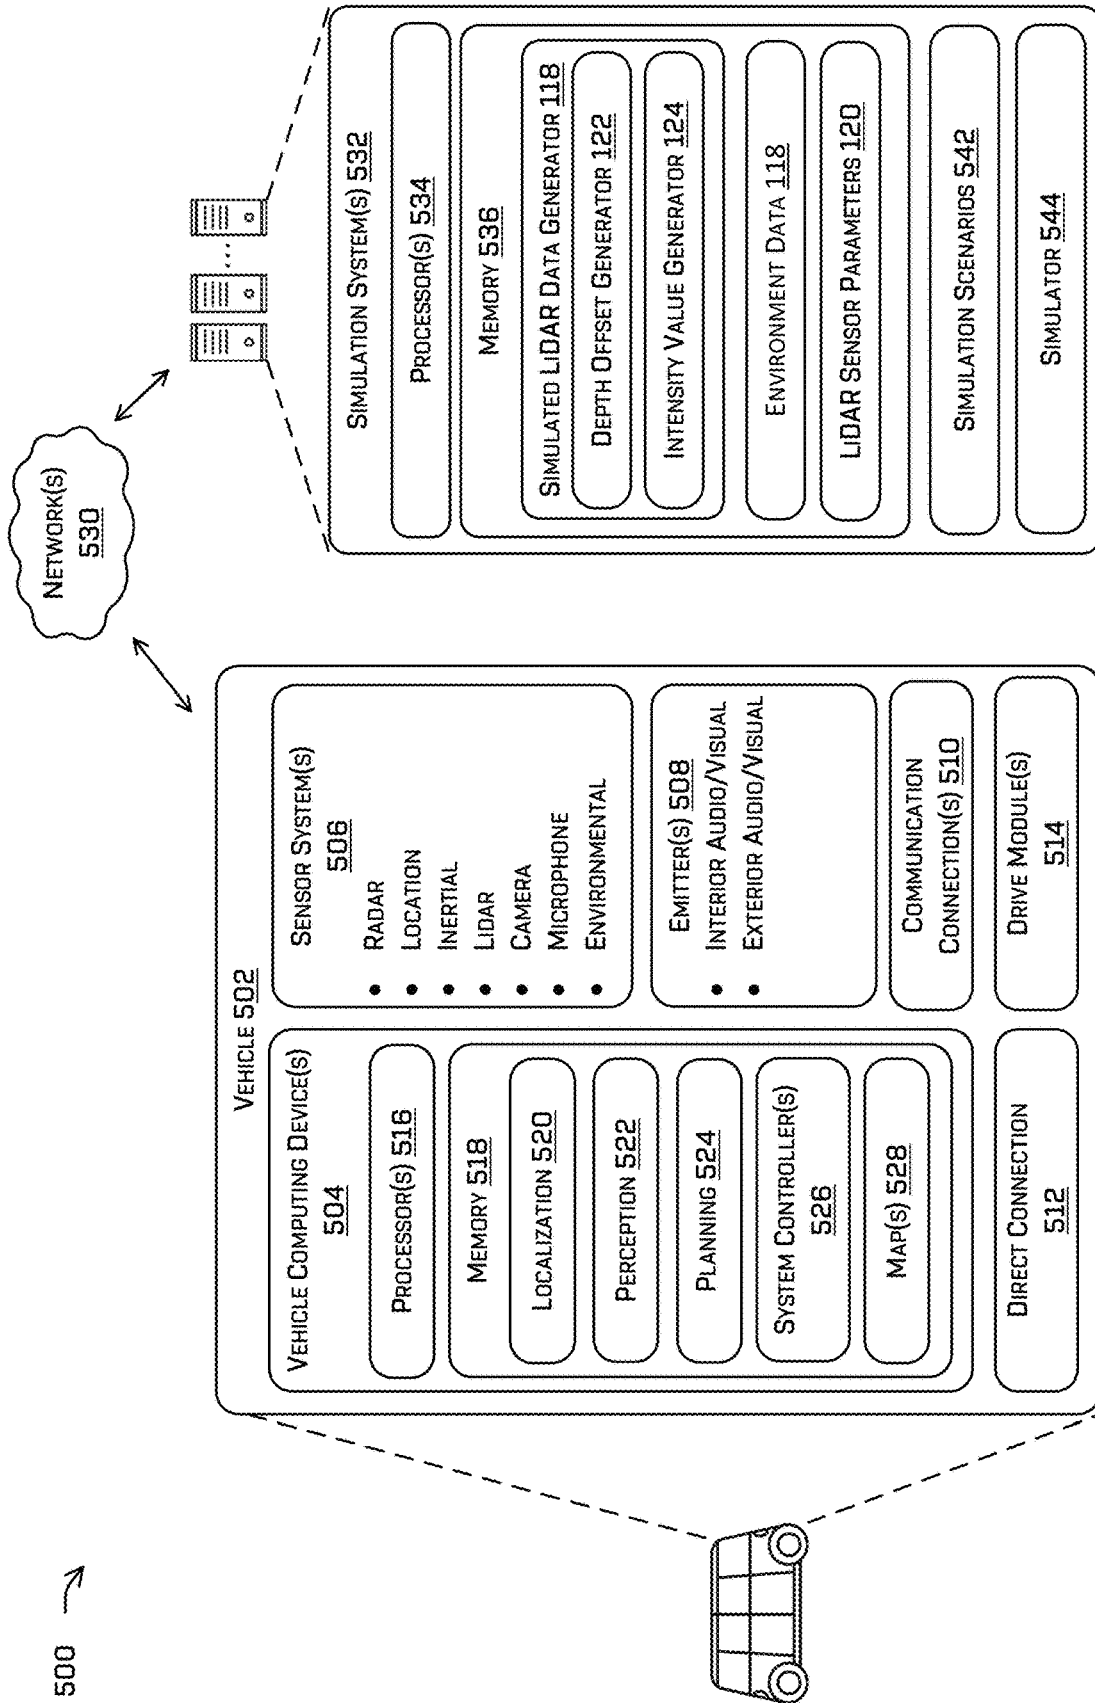 500
VEHICLE 502
VEHICLE COMPUTING DEVICE(S)
504
PROCESSOR(S) 516
MEMORY 518
LOCALIZATION 520
PERCEPTION 522
PLANNING 524
SYSTEM CONTROLLER(S)
526
MAP(S) 528
SENSOR SYSTEM(S)
506
• RADAR
• LOCATION
• INERTIAL
• LIDAR
• CAMERA
• MICROPHONE
• ENVIRONMENTAL
EMITTER(S) 508
• INTERIOR AUDIO/VISUAL
• EXTERIOR AUDIO/VISUAL
COMMUNICATION
CONNECTION(S) 510
DIRECT CONNECTION
512
DRIVE MODULE(S)
514
NETWORK(S)
530
SIMULATION SYSTEM(S) 532
PROCESSOR(S) 534
MEMORY 536
SIMULATED LIDAR DATA GENERATOR 118
DEPTH OFFSET GENERATOR 122
INTENSITY VALUE GENERATOR 124
ENVIRONMENT DATA 118
LIDAR SENSOR PARAMETERS 120
SIMULATION SCENARIOS 542
SIMULATOR 544